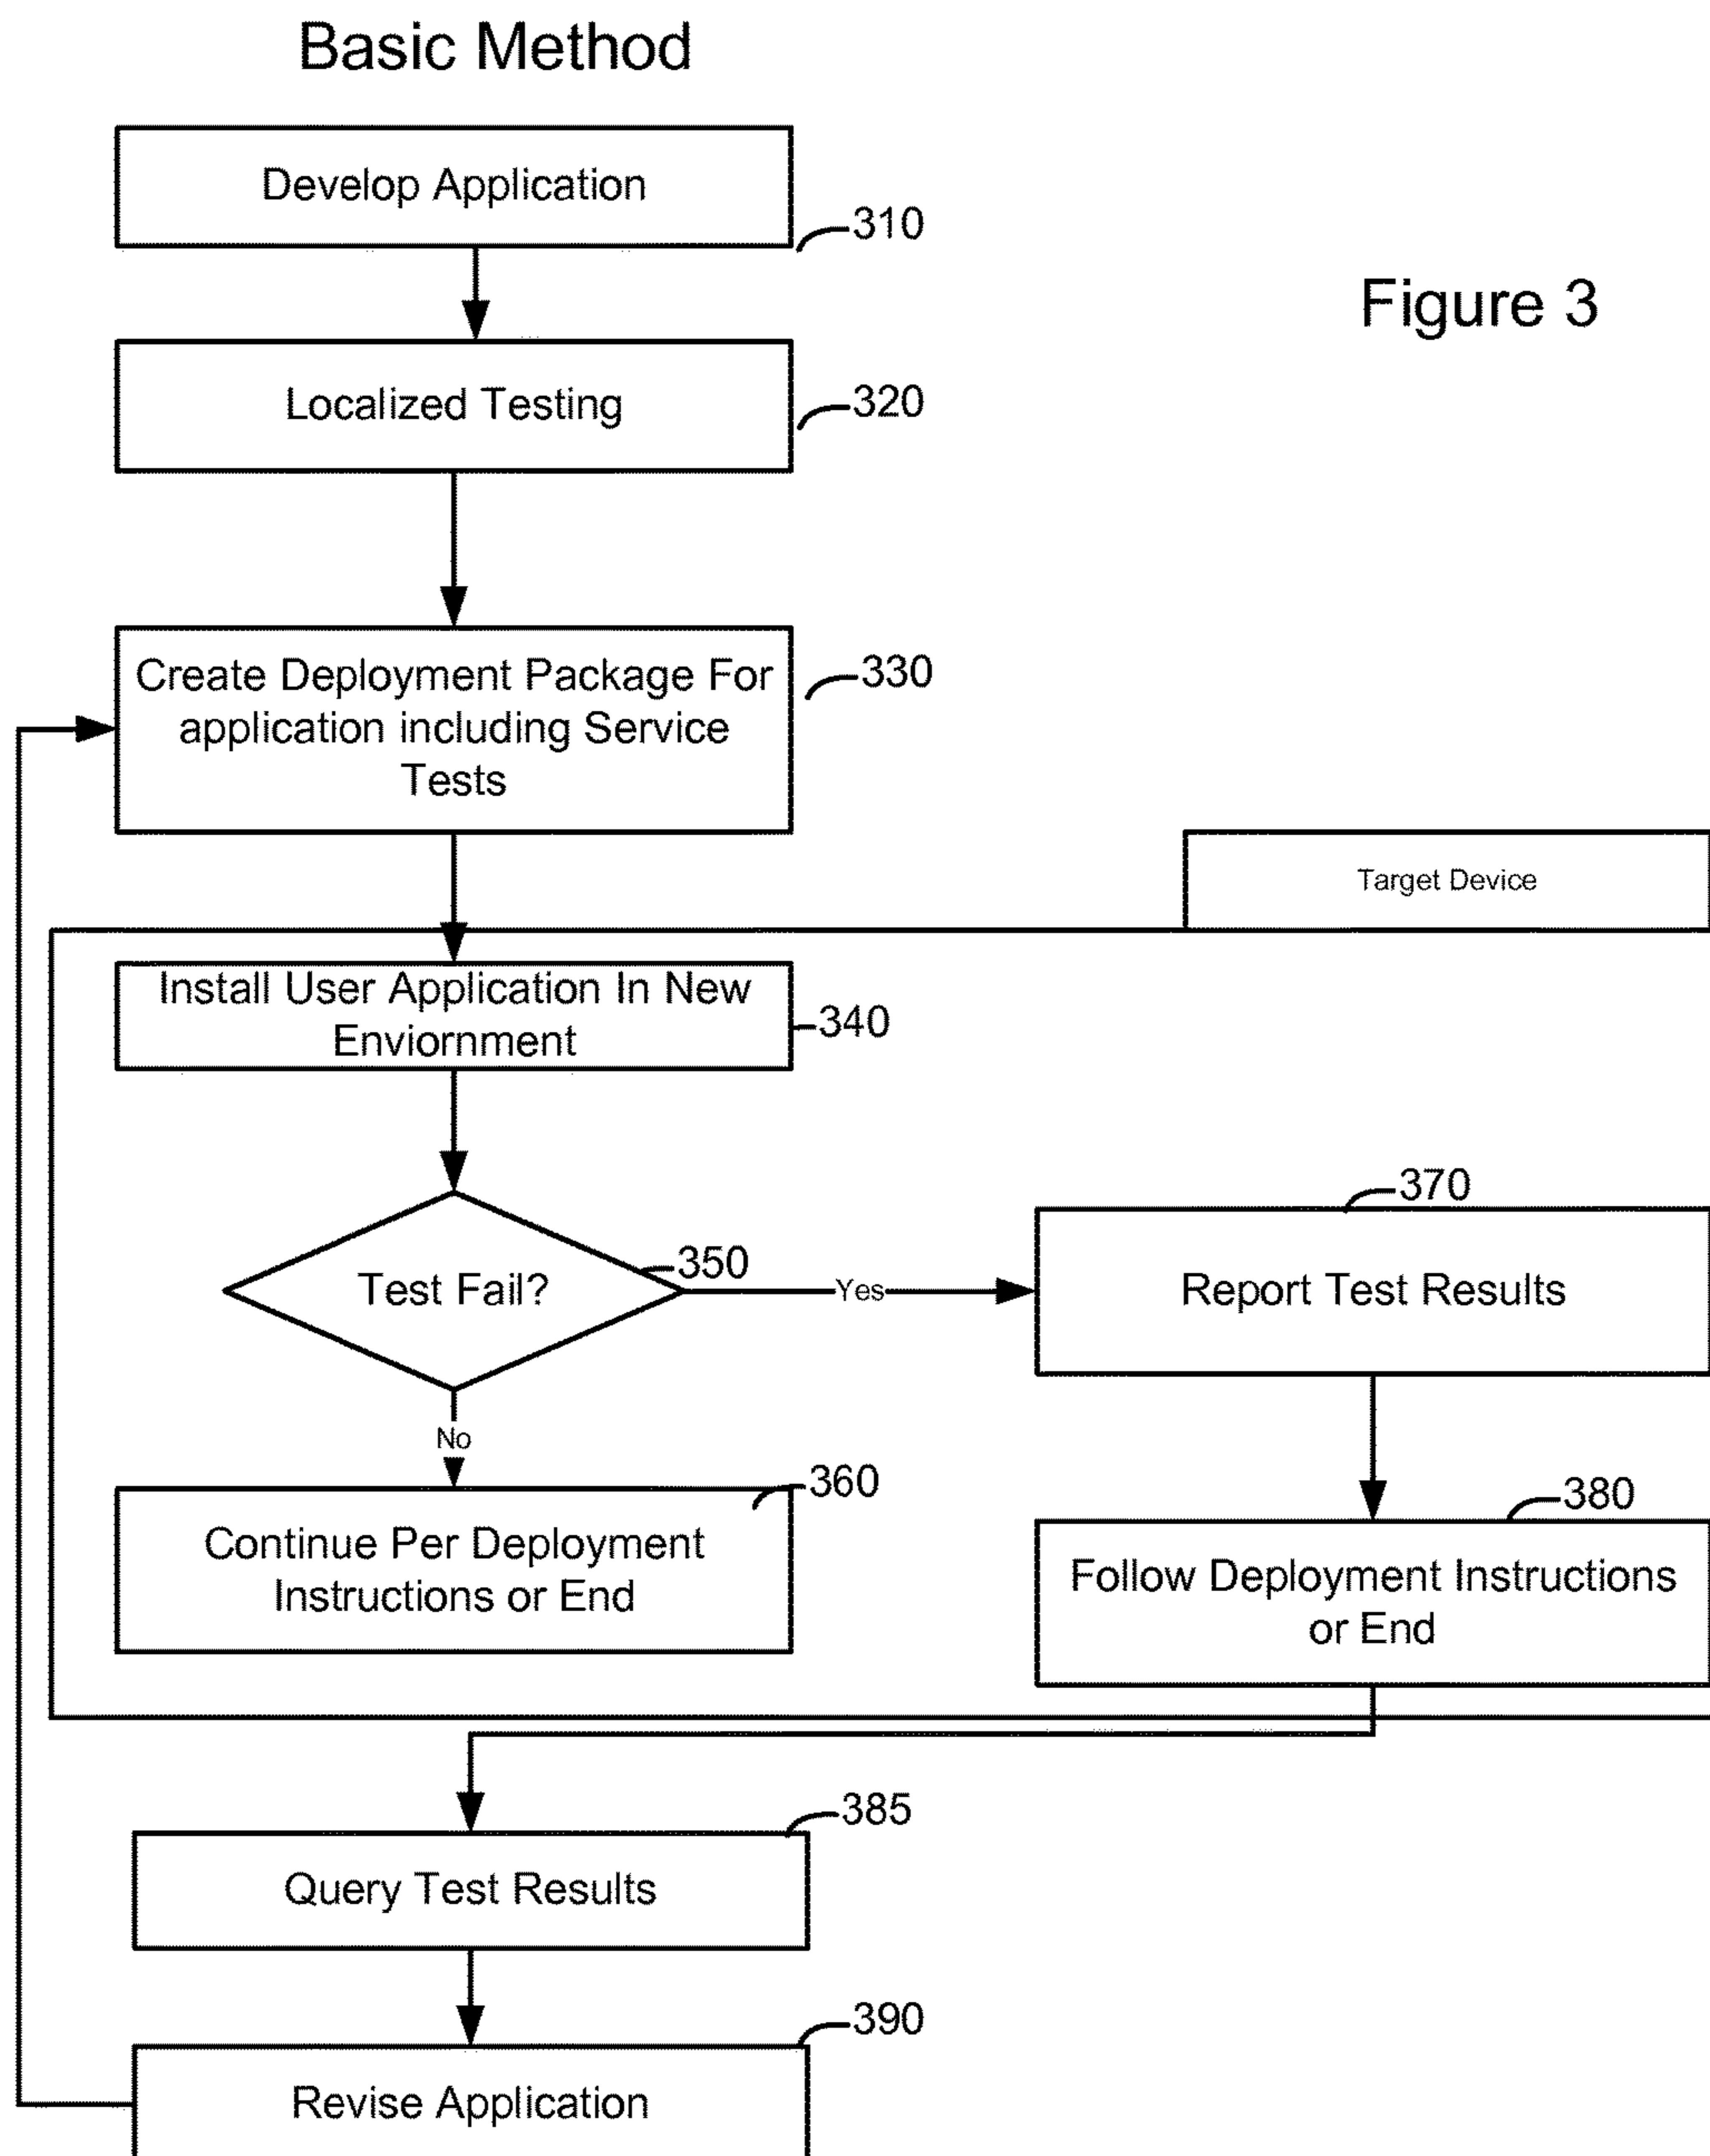 Basic Method
Develop Application
310
Figure 3
Localized Testing
320
Create Deployment Package For
application including Service
Tests
330
Target Device
Install User Application In New
Enviornment
340
Test Fail?
350
Yes
370
Report Test Results
No
360
Continue Per Deployment
Instructions or End
380
Follow Deployment Instructions
or End
385
Query Test Results
390
Revise Application